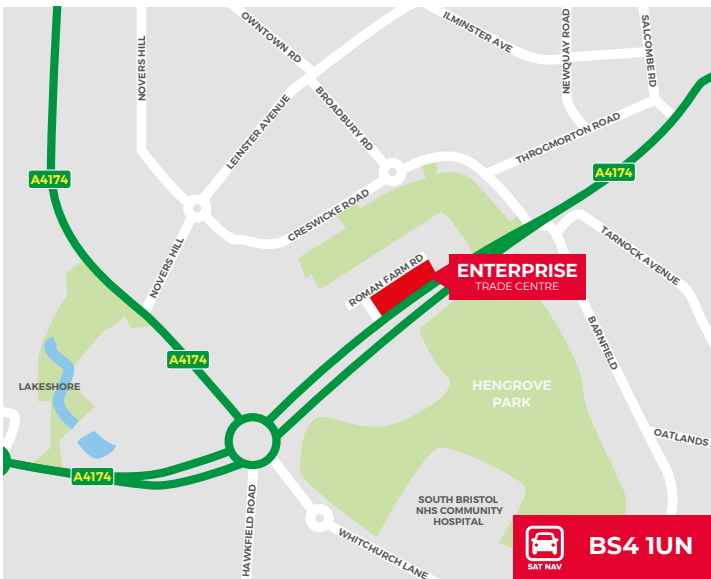 OWNTOWN RD
ILMINSTER AVE
NEWQUAY ROAD
SALCOMBE RD
NOVERS HILL
LEINSTER AVENUE
BROADBURY RD
THROGMORTON ROAD
A4174
A4174
CRESWICKE ROAD
TARNOCK AVENUE
NOVERS HILL
ROMAN FARM RD
ENTERPRISE
TRADE CENTRE
BARNFIELD
A4174
LAKESHORE
HENGROVE
PARK
OATLANDS
A4174
SOUTH BRISTOL
NHS COMMUNITY
HOSPITAL
HAWKFIELD ROAD
WHITCHURCH LANE
SAT NAV
BS4 1UN